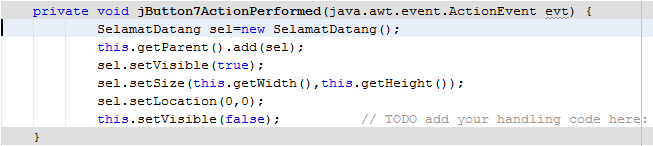 private void jButton7ActionPerformed(java.awt.event.ActionEvent evt) {
SelamatDatang sel=new SelamatDatang();
this.getParent().add(sel);
sel.setVisible(true);
sel.setSize(this.getWidth(),this.getHeight());
sel.setLocation(0,0);
this.setVisible(false); // TODO add your handling code here:
}